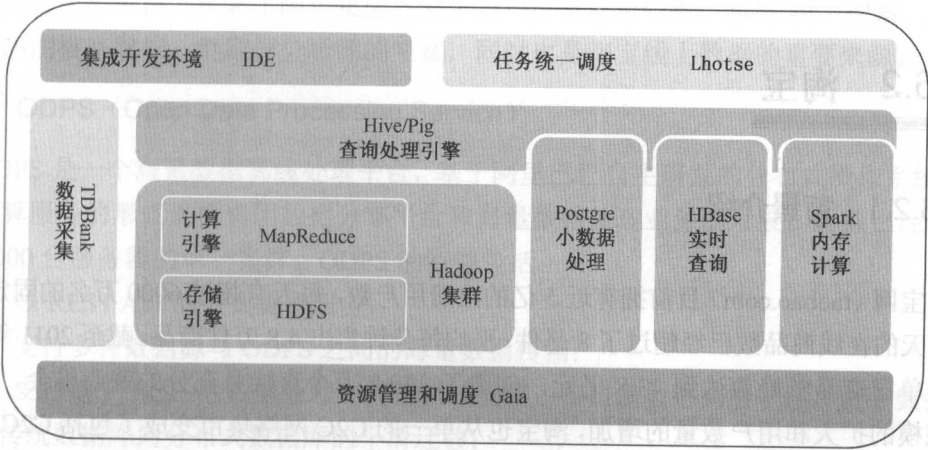 集成开发环境 IDE
任务统一调度 Lhotse
TDBank
数据采集
Hive/Pig
查询处理引擎
计算
引擎
MapReduce
存储
引擎
HDFS
Hadoop
集群
Postgre
小数据
处理
HBase
实时
查询
Spark
内存
计算
资源管理和调度 Gaia